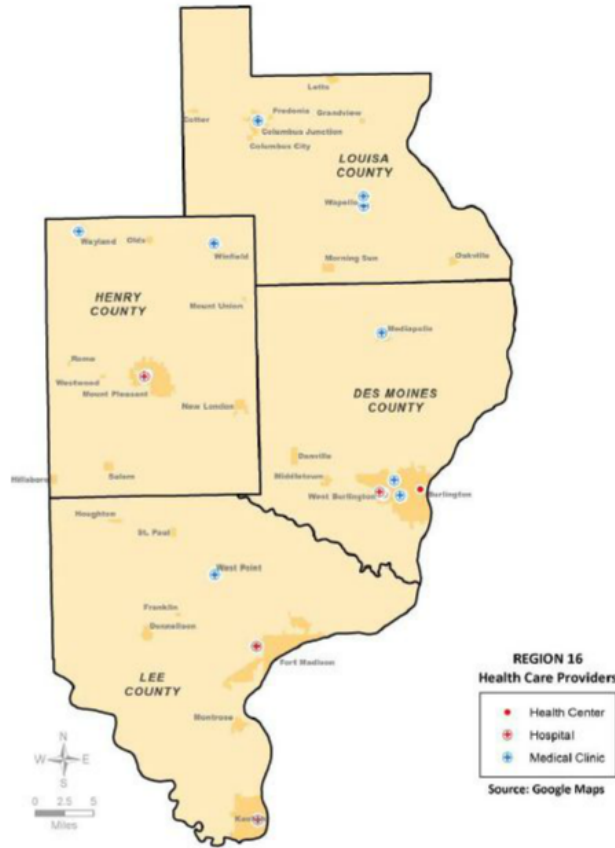 Letts
Fredonia
Grandview
Cotter
Columbus Junction
Columbus City
LOUISA
COUNTY
Wapello
Oakville
Morning Sun
Wayland
Olds
Winfield
HENRY
COUNTY
Mount Union
Mediapolis
Rome
Westwood
Mount Pleasant
DES MOINES
COUNTY
New London
Danville
Hillsboro
Salem
Middletown
West Burlington
Burlington
Houghton
St. Paul
West Point
Franklin
Donnellson
Fort Madison
LEE
COUNTY
Montrose
Keokuk
N
W
E
S
0 2.5 5
Miles
REGION 16
Health Care Providers
Health Center
Hospital
Medical Clinic
Source: Google Maps